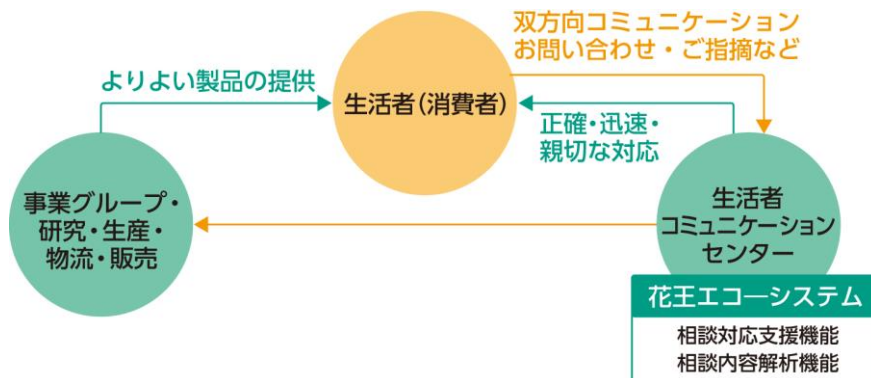 双方向コミュニケーション
お問い合わせ・ご指摘など
よりよい製品の提供
生活者(消費者)
正確・迅速・
親切な対応
事業グループ・
研究・生産・
物流・販売
生活者
コミュニケーション
センター
花王エコ―システム
相談対応支援機能
相談内容解析機能